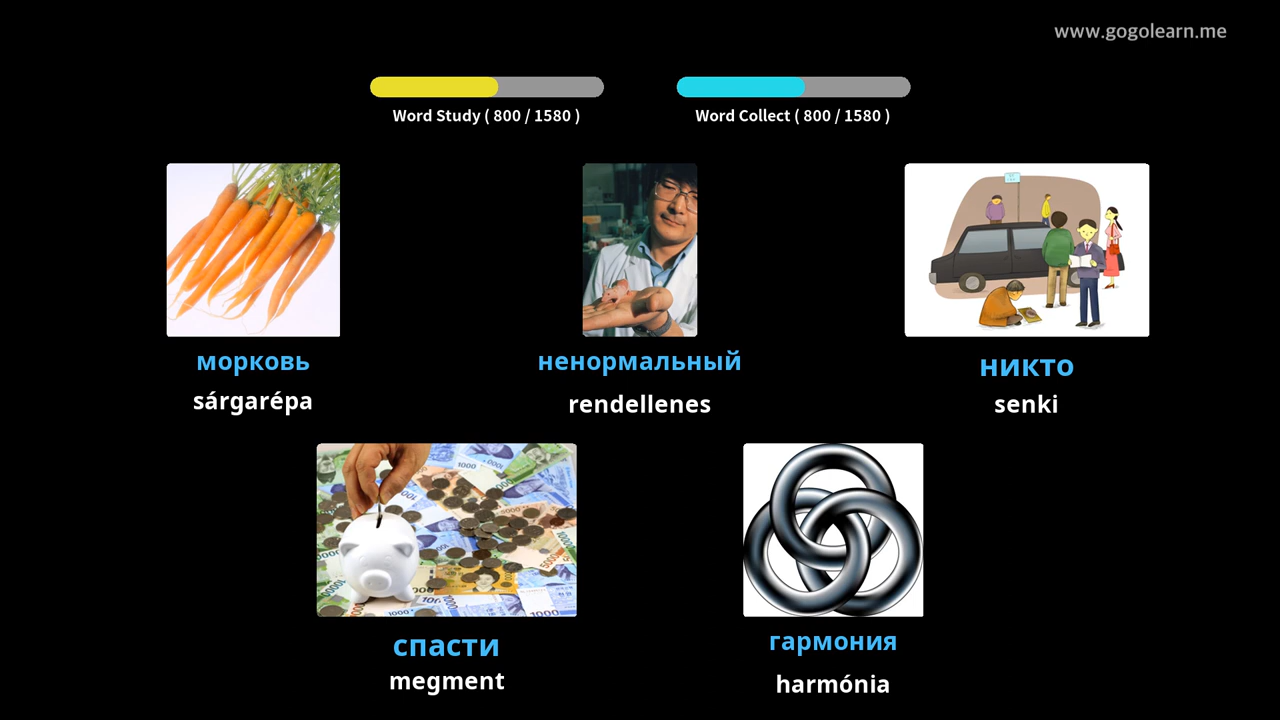 www.gogolearn.me
Word Study ( 800 / 1580 )
Word Collect ( 800 / 1580 )
морковь
sárgarépa
ненормальный
rendellenes
никто
senki
спасти
megment
гармония
harmónia